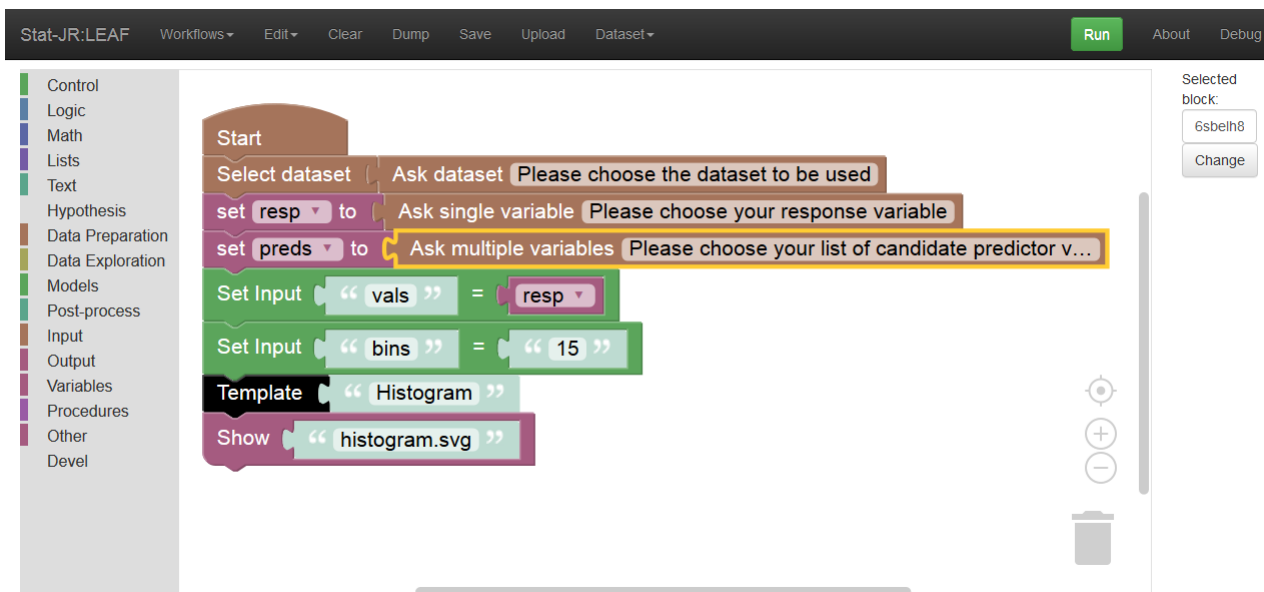 Stat-JR:LEAF Workflows Edit Clear Dump Save Upload Dataset Run About Debug
Control
Logic
Math
Lists
Text
Hypothesis
Data Preparation
Data Exploration
Models
Post-process
Input
Output
Variables
Procedures
Other
Devel
Start
Select dataset Ask dataset Please choose the dataset to be used
set resp to Ask single variable Please choose your response variable
set preds to Ask multiple variables Please choose your list of candidate predictor v...
Set Input “ vals ” = resp
Set Input “ bins ” = “ 15 ”
Template “ Histogram ”
Show “ histogram.svg ”
Selected
block:
6sbelh8
Change